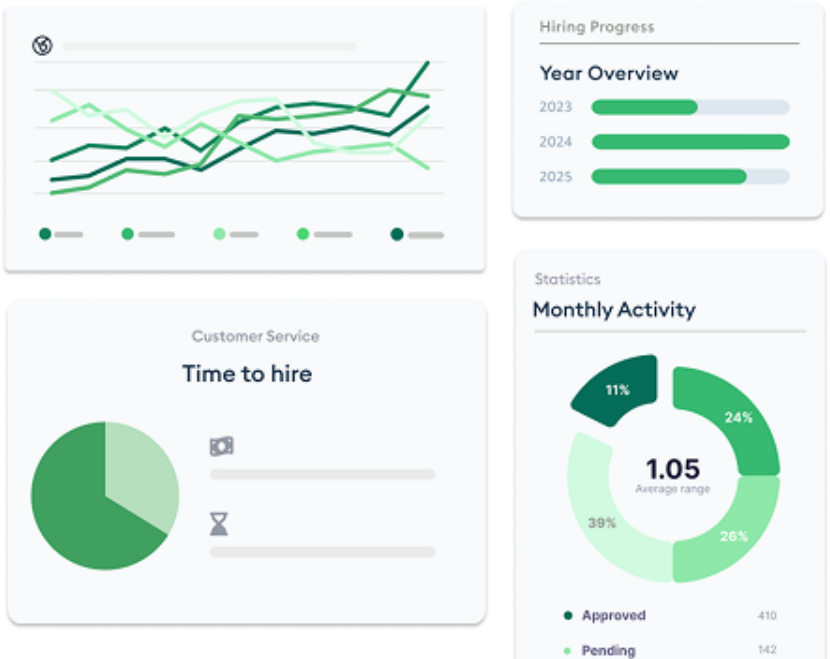 Hiring Progress
Year Overview
2023
2024
2025
Customer Service
Time to hire
Statistics
Monthly Activity
11%
24%
1.05
Average range
39%
26%
Approved 410
Pending 142